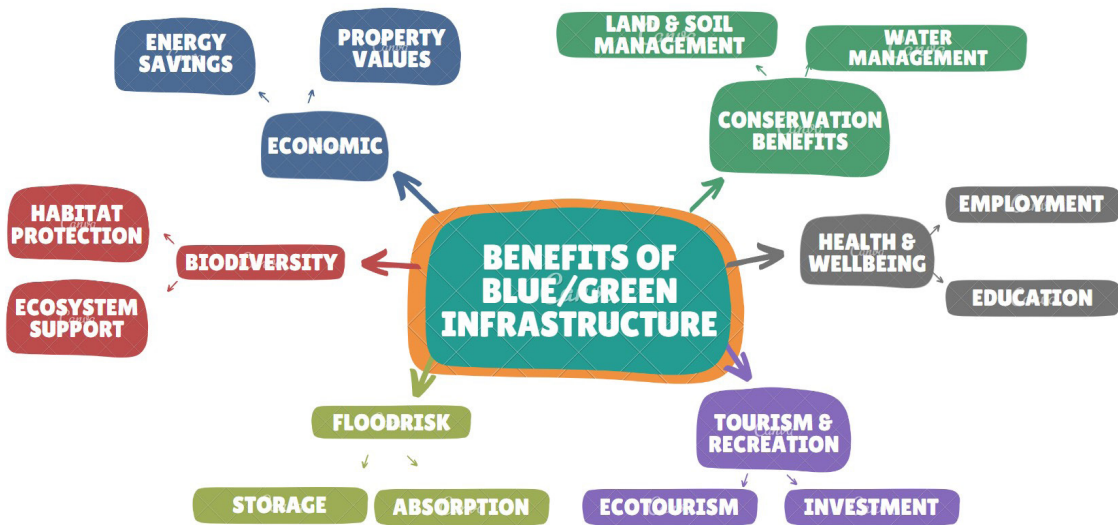 ENERGY
SAVINGS
PROPERTY
VALUES
ECONOMIC
LAND & SOIL
MANAGEMENT
WATER
MANAGEMENT
CONSERVATION
BENEFITS
HABITAT
PROTECTION
BIODIVERSITY
ECOSYSTEM
SUPPORT
BENEFITS OF
BLUE/GREEN
INFRASTRUCTURE
HEALTH &
WELLBEING
EMPLOYMENT
EDUCATION
FLOODRISK
STORAGE
ABSORPTION
TOURISM &
RECREATION
ECOTOURISM
INVESTMENT